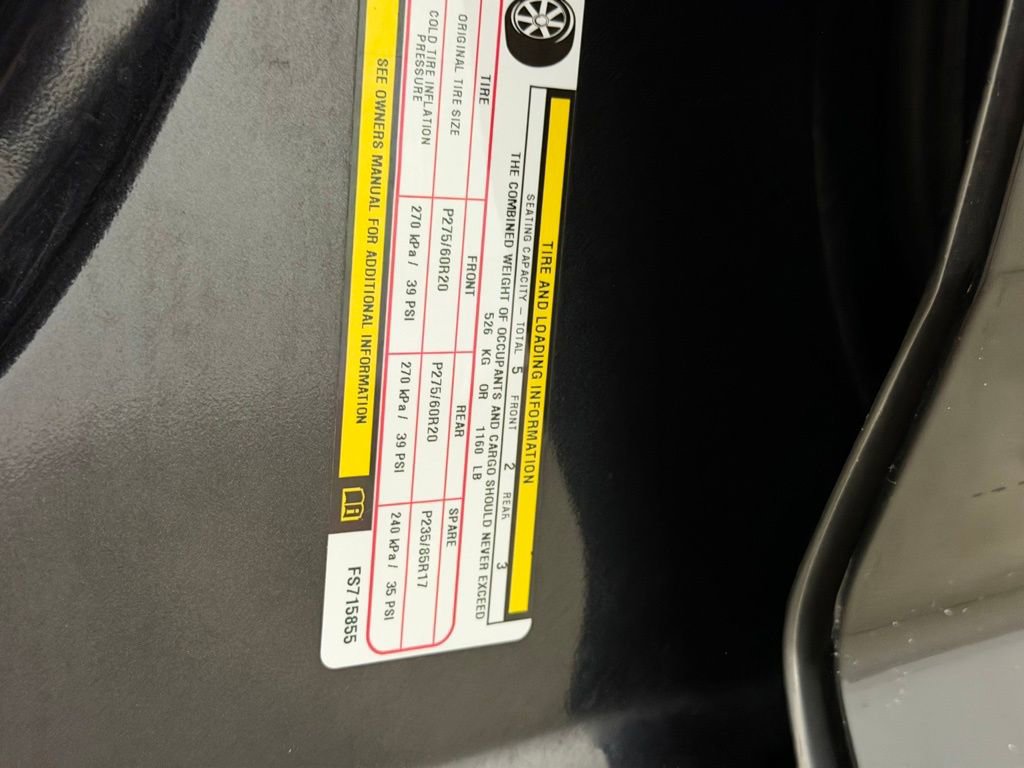 TIRE AND LOADING INFORMATION
SEATING CAPACITY – TOTAL 5 FRONT 2 REAR 3
THE COMBINED WEIGHT OF OCCUPANTS AND CARGO SHOULD NEVER EXCEED
526 KG OR 1160 LB
TIRE FRONT REAR SPARE
ORIGINAL TIRE SIZE P275/60R20 P275/60R20 P235/85R17
COLD TIRE INFLATION
PRESSURE 270 kPa / 39 PSI 270 kPa / 39 PSI 240 kPa / 35 PSI
SEE OWNERS MANUAL FOR ADDITIONAL INFORMATION
FS715855